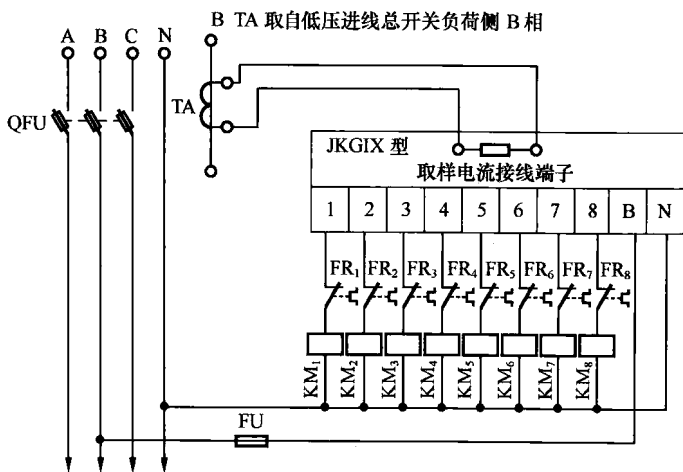 B TA 取自低压进线总开关负荷侧 B 相
A B C N
TA
QFU
JKGIX 型
取样电流接线端子
1 2 3 4 5 6 7 8 B N
FR₁ FR₂ FR₃ FR₄ FR₅ FR₆ FR₇ FR₈
KM₁ KM₂ KM₃ KM₄ KM₅ KM₆ KM₇ KM₈
FU